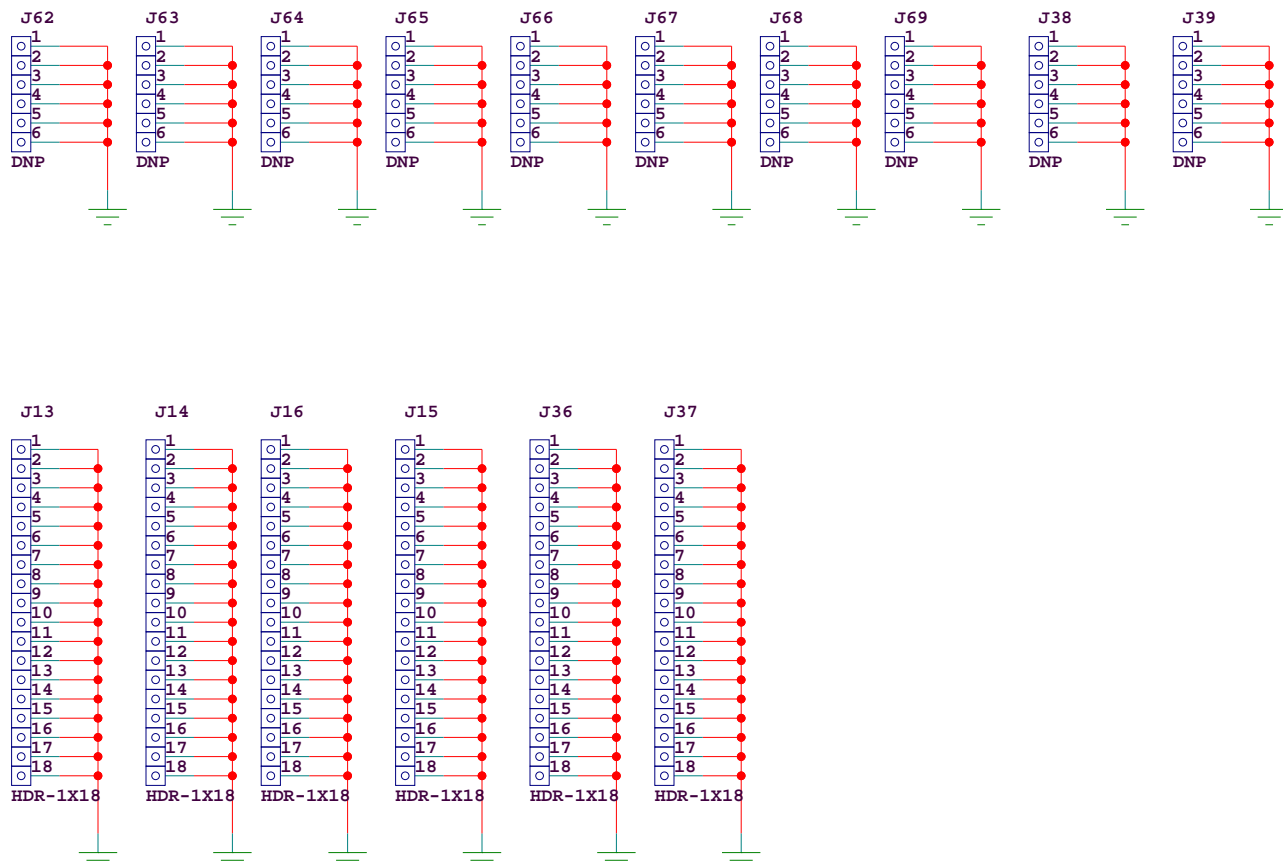 J62 J63 J64 J65 J66 J67 J68 J69 J38 J39
1 1 1 1 1 1 1 1 1 1
2 2 2 2 2 2 2 2 2 2
3 3 3 3 3 3 3 3 3 3
4 4 4 4 4 4 4 4 4 4
5 5 5 5 5 5 5 5 5 5
6 6 6 6 6 6 6 6 6 6
DNP DNP DNP DNP DNP DNP DNP DNP DNP DNP
J13 J14 J16 J15 J36 J37
1 1 1 1 1 1
2 2 2 2 2 2
3 3 3 3 3 3
4 4 4 4 4 4
5 5 5 5 5 5
6 6 6 6 6 6
7 7 7 7 7 7
8 8 8 8 8 8
9 9 9 9 9 9
10 10 10 10 10 10
11 11 11 11 11 11
12 12 12 12 12 12
13 13 13 13 13 13
14 14 14 14 14 14
15 15 15 15 15 15
16 16 16 16 16 16
17 17 17 17 17 17
18 18 18 18 18 18
HDR-1X18 HDR-1X18 HDR-1X18 HDR-1X18 HDR-1X18 HDR-1X18